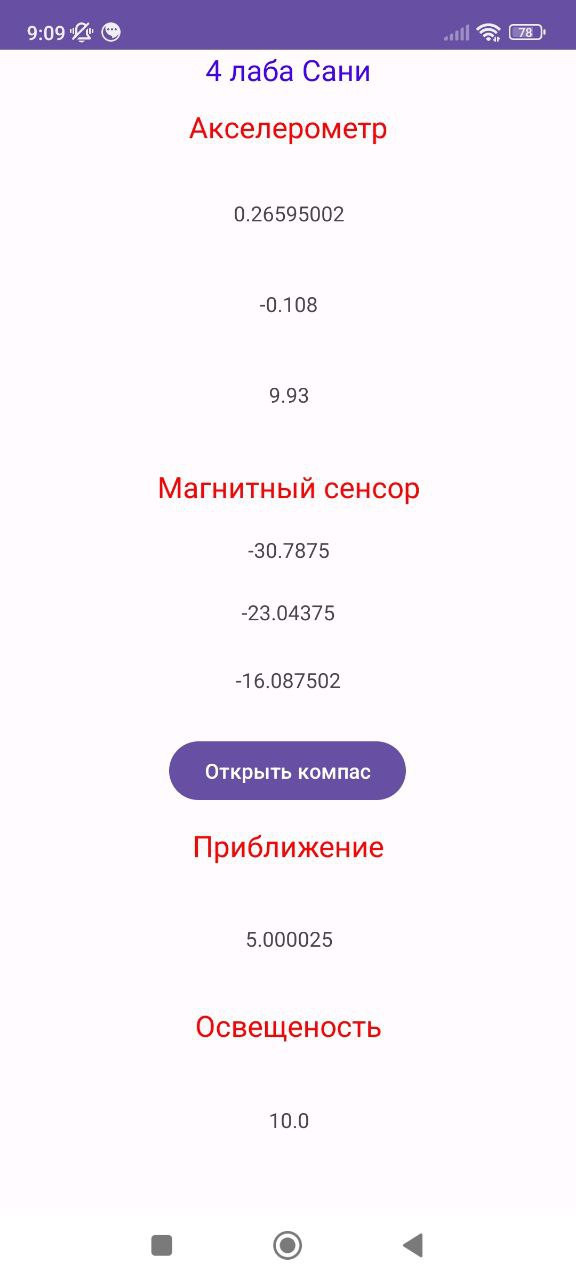 9:09 78
4 лаба Сани
Акселерометр
0.26595002
-0.108
9.93
Магнитный сенсор
-30.7875
-23.04375
-16.087502
Открыть компас
Приближение
5.000025
Освещеность
10.0